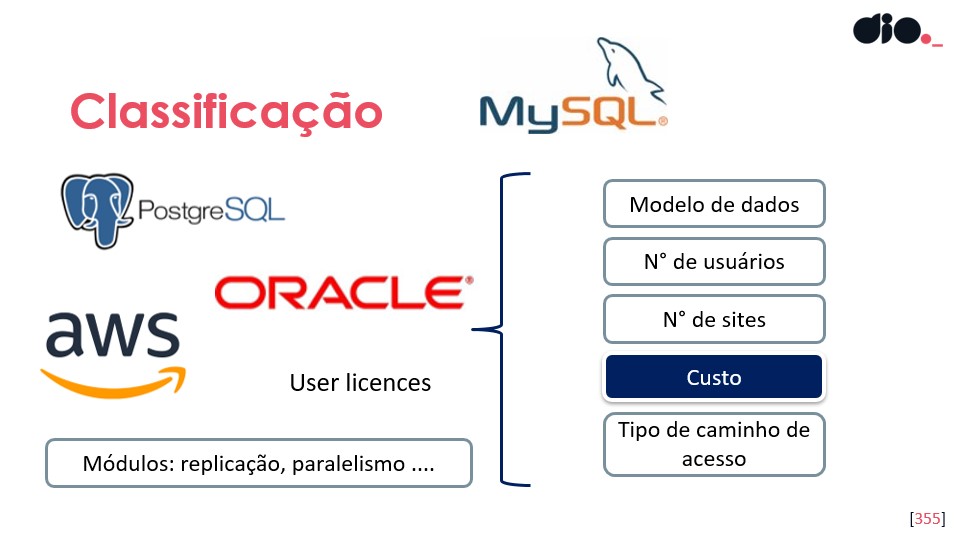 dio._
MySQL®
Classificação
PostgreSQL
ORACLE®
aws
User licences
Módulos: replicação, paralelismo ....
Modelo de dados
N° de usuários
N° de sites
Custo
Tipo de caminho de
acesso
[355]